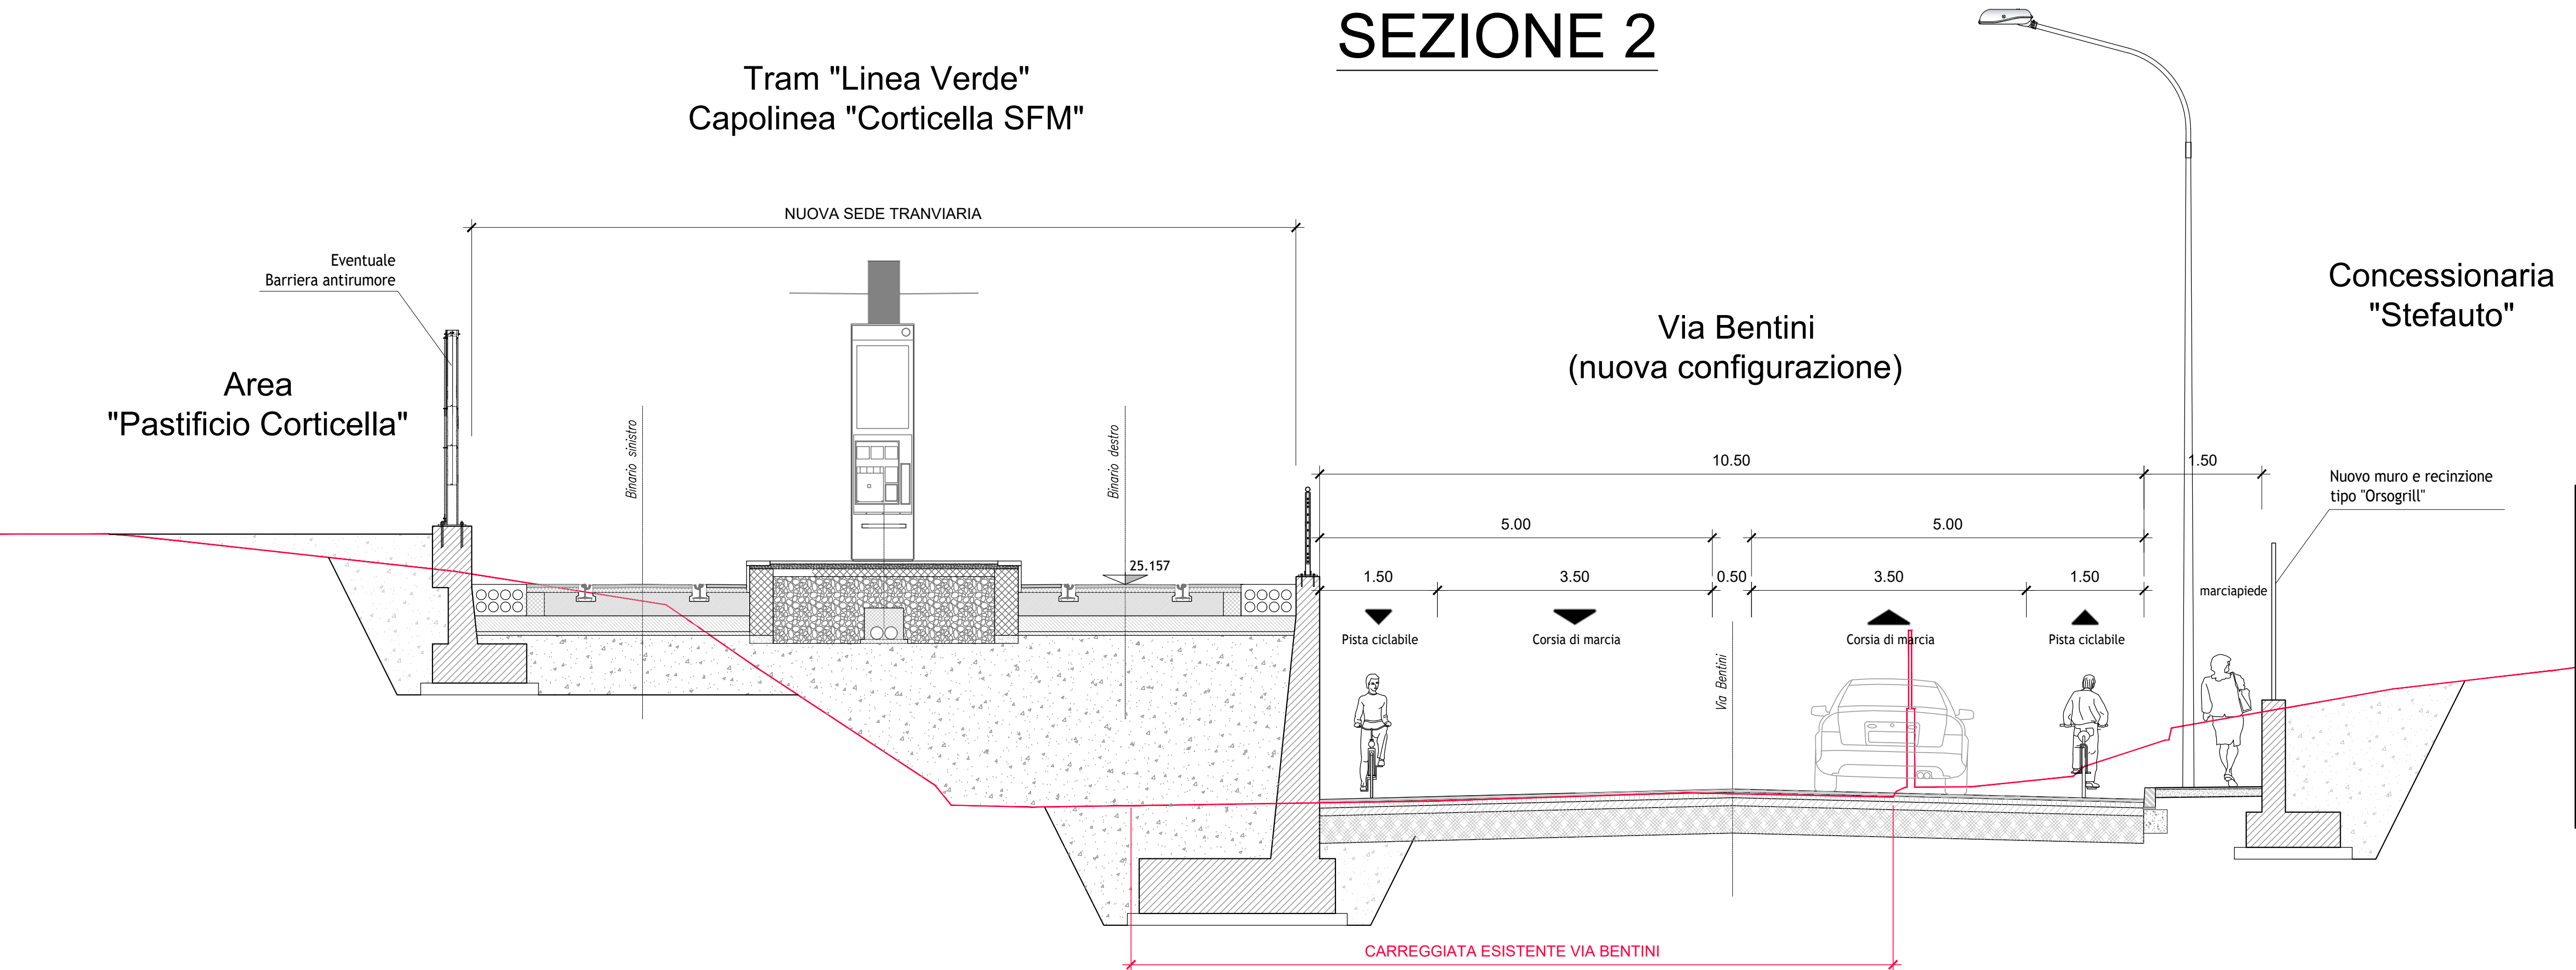 SEZIONE 2
Tram "Linea Verde"
Capolinea "Corticella SFM"
NUOVA SEDE TRANVIARIA
Eventuale
Barriera antirumore
Area
"Pastificio Corticella"
Binario sinistro
Binario destro
25.157
Via Bentini
(nuova configurazione)
Concessionaria
"Stefauto"
10.50
1.50
Nuovo muro e recinzione
tipo "Orsogrill"
5.00
5.00
1.50
3.50
0.50
3.50
1.50
marciapiede
Pista ciclabile
Corsia di marcia
Corsia di marcia
Pista ciclabile
Via Bentini
CARREGGIATA ESISTENTE VIA BENTINI